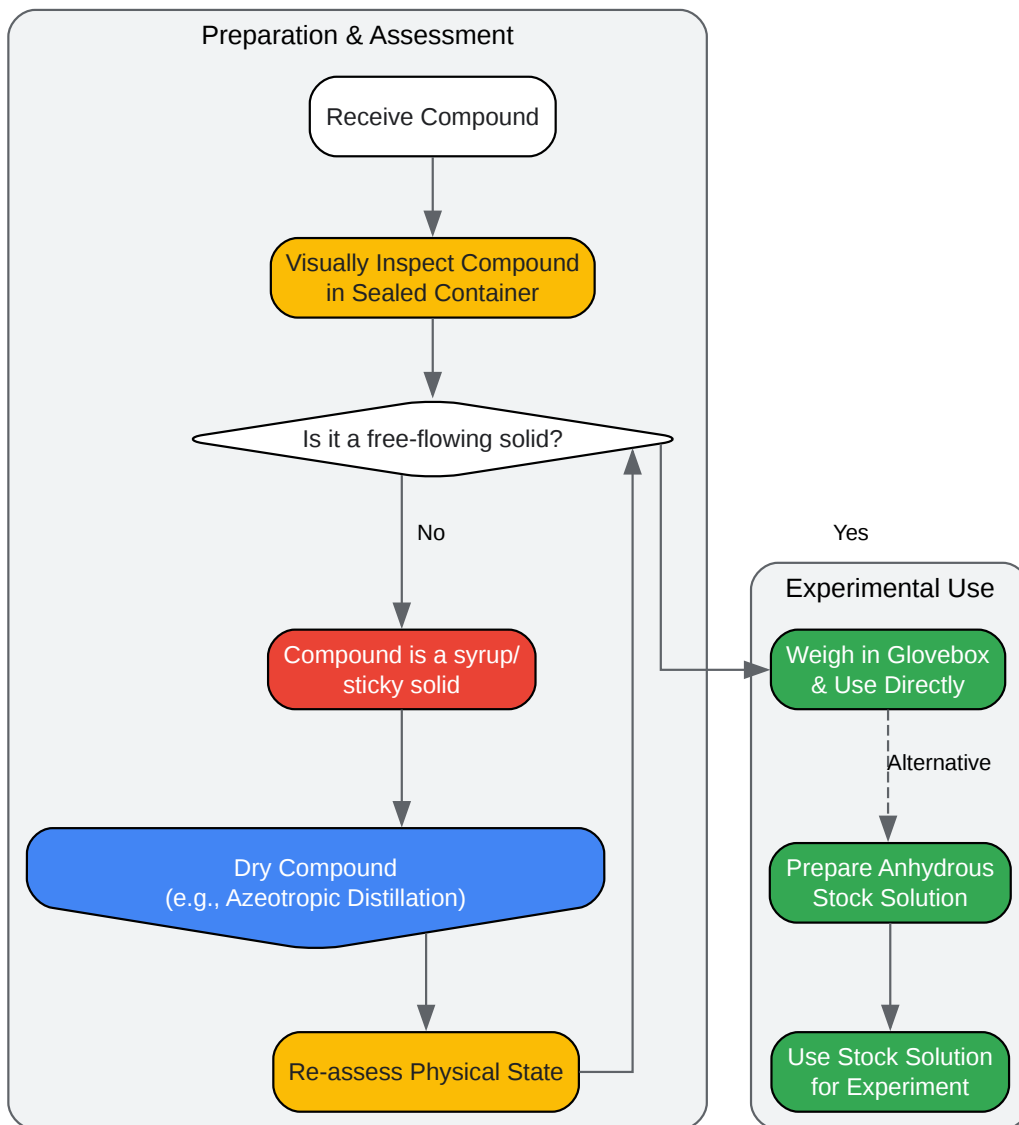 Preparation & Assessment
Receive Compound
Visually Inspect Compound
in Sealed Container
Is it a free-flowing solid?
No
Yes
Compound is a syrup/
sticky solid
Dry Compound
(e.g., Azeotropic Distillation)
Re-assess Physical State
Experimental Use
Weigh in Glovebox
& Use Directly
Alternative
Prepare Anhydrous
Stock Solution
Use Stock Solution
for Experiment